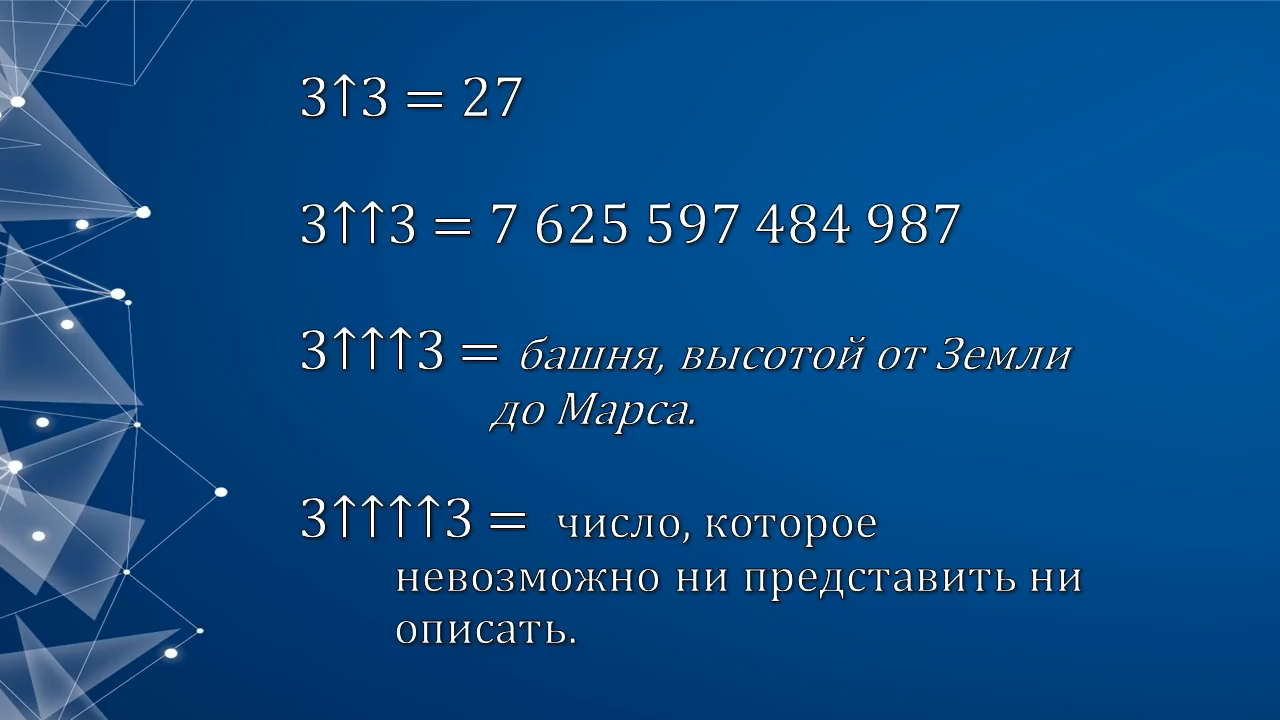 3↑3 = 27
3↑↑3 = 7 625 597 484 987
3↑↑↑3 = башня, высотой от Земли
до Марса.
3↑↑↑↑3 = число, которое
невозможно ни представить ни
описать.